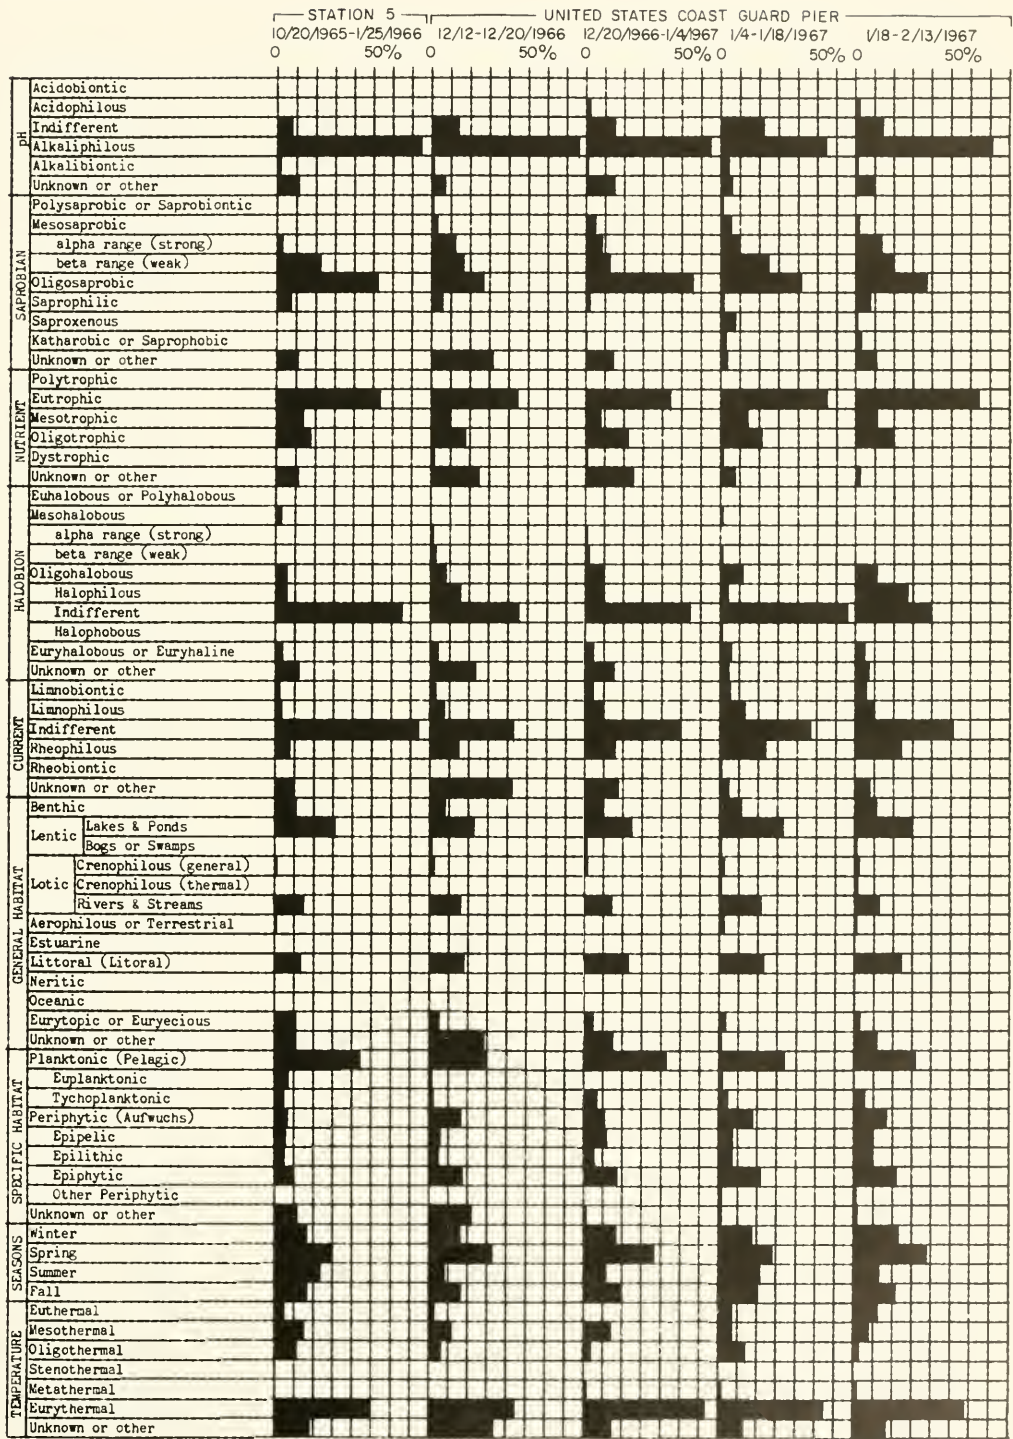 STATION 5
UNITED STATES COAST GUARD PIER
10/20/1965-1/25/1966 12/12-12/20/1966 12/20/1966-1/4/1967 1/4-1/18/1967 1/18-2/13/1967
0 50% 0 50% 0 50% 0 50% 0 50%
pH
Acidobiontic
Acidophilous
Indifferent
Alkaliphilous
Alkalibiontic
Unknown or other
SAPROBIAN
Polysaprobic or Saprobiontic
Mesosaprobic
alpha range (strong)
beta range (weak)
Oligosaprobic
Saprophilic
Saproxenous
Katharobic or Saprophobic
Unknown or other
NUTRIENT
Polytrophic
Eutrophic
Mesotrophic
Oligotrophic
Dystrophic
Unknown or other
HALOBION
Euhalobous or Polyhalobous
Mesohalobous
alpha range (strong)
beta range (weak)
Oligohalobous
Halophilous
Indifferent
Halophobous
Euryhalobous or Euryhaline
Unknown or other
CURRENT
Limnobiontic
Limnophilous
Indifferent
Rheophilous
Rheobiontic
Unknown or other
GENERAL HABITAT
Benthic
Lentic
Lakes & Ponds
Bogs or Swamps
Lotic
Crenophilous (general)
Crenophilous (thermal)
Rivers & Streams
Aerophilous or Terrestrial
Estuarine
Littoral (Litoral)
Neritic
Oceanic
Eurytopic or Euryecious
Unknown or other
SPECIFIC HABITAT
Planktonic (Pelagic)
Euplanktonic
Tychoplanktonic
Periphytic (Aufwuchs)
Epipelic
Epilithic
Epiphytic
Other Periphytic
Unknown or other
SEASONS
Winter
Spring
Summer
Fall
TEMPERATURE
Euthermal
Mesothermal
Oligothermal
Stenothermal
Metathermal
Eurythermal
Unknown or other